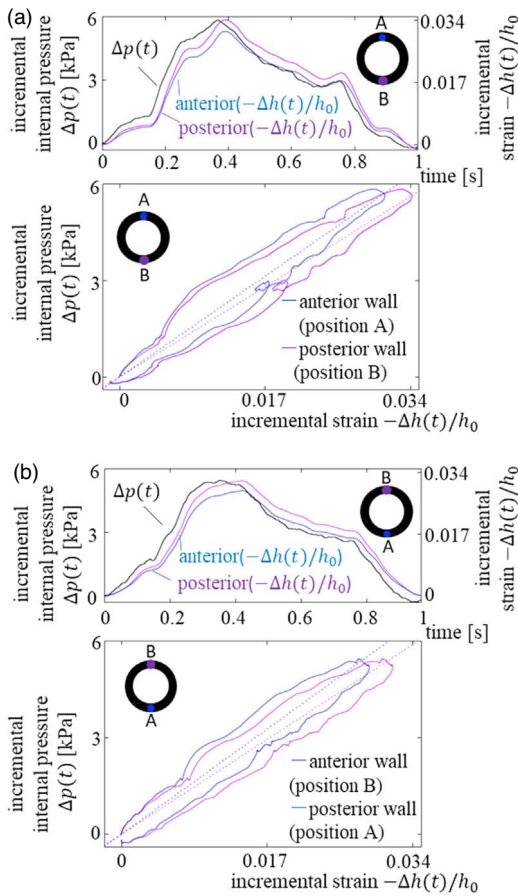 (a)
incremental
internal pressure
Δp(t) [kPa]
6
3
0
Δp(t)
anterior(−Δh(t)/h₀)
posterior(−Δh(t)/h₀)
A
B
0.034
0.017
0
incremental
strain −Δh(t)/h₀
0
0.2
0.4
0.6
0.8
1
time [s]
incremental
internal pressure
Δp(t) [kPa]
6
3
0
A
B
anterior wall
(position A)
posterior wall
(position B)
0
0.017
0.034
incremental strain −Δh(t)/h₀
(b)
incremental
internal pressure
Δp(t) [kPa]
6
3
0
Δp(t)
anterior(−Δh(t)/h₀)
posterior(−Δh(t)/h₀)
B
A
0.034
0.017
0
incremental
strain −Δh(t)/h₀
0
0.2
0.4
0.6
0.8
1
time [s]
incremental
internal pressure
Δp(t) [kPa]
6
3
0
B
A
anterior wall
(position B)
posterior wall
(position A)
0
0.017
0.034
incremental strain −Δh(t)/h₀